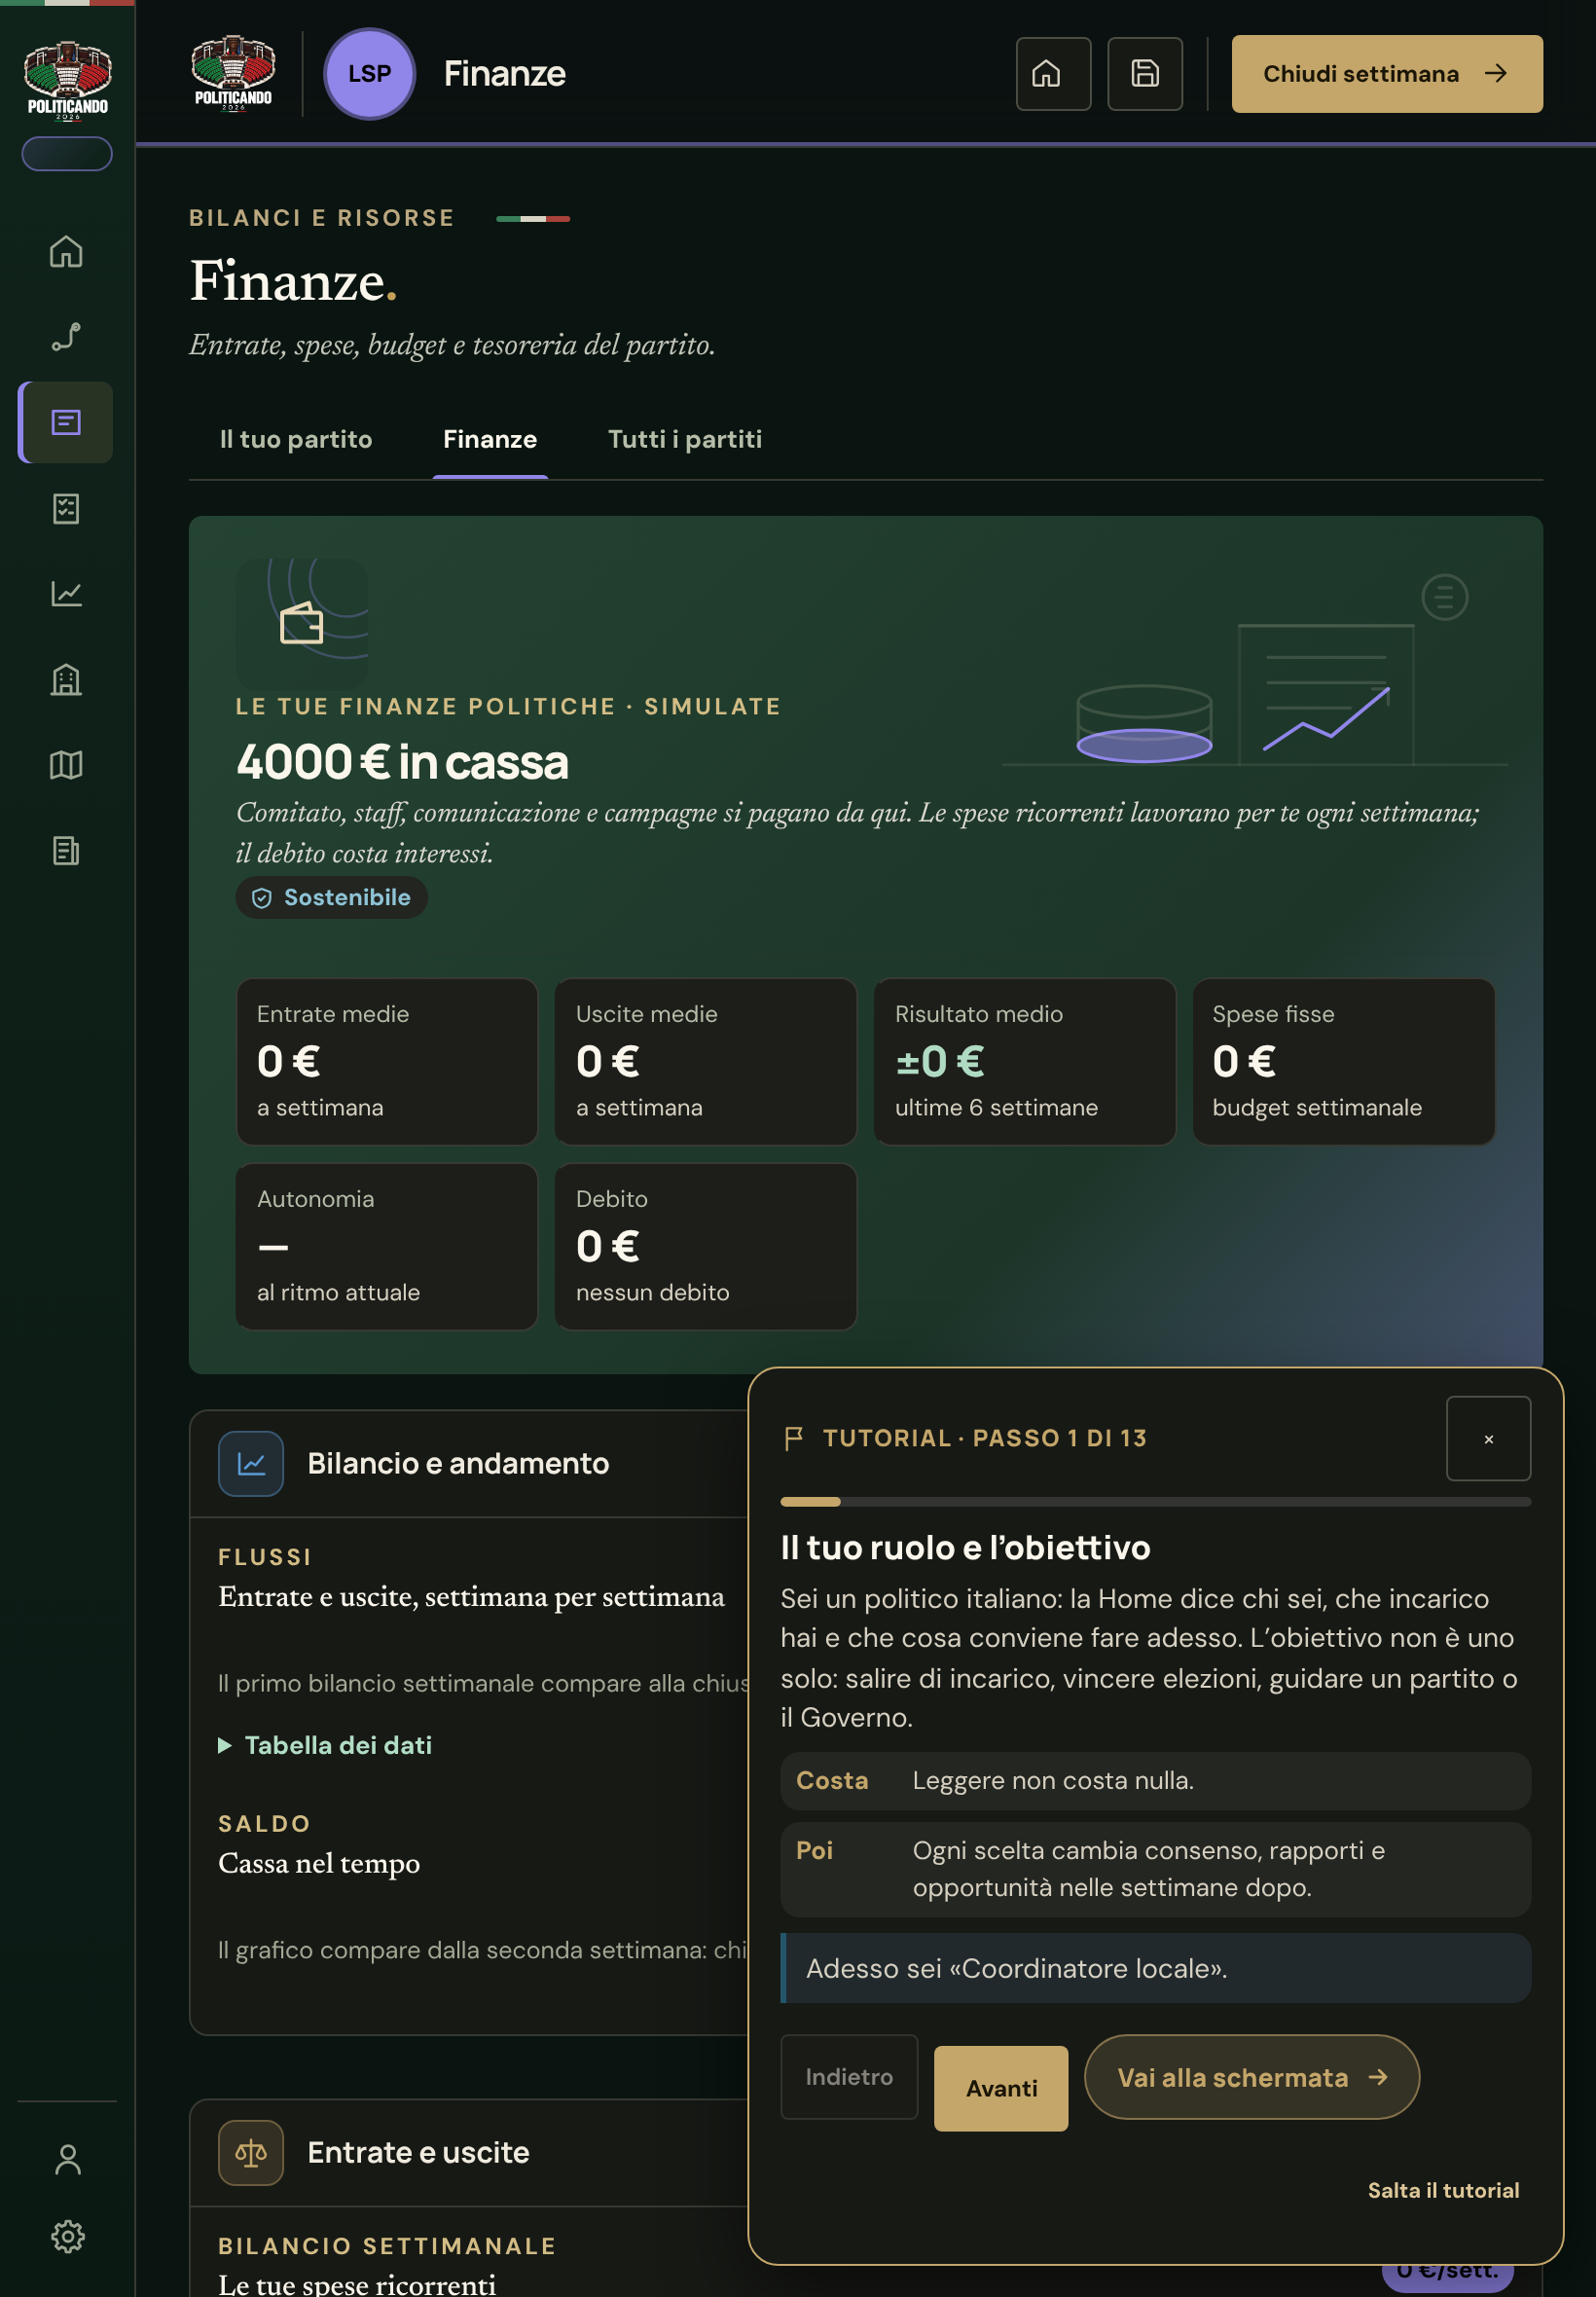 POLITICANDO
2026
POLITICANDO
2026
LSP
Finanze
Chiudi settimana
BILANCI E RISORSE
Finanze.
Entrate, spese, budget e tesoreria del partito.
Il tuo partito
Finanze
Tutti i partiti
LE TUE FINANZE POLITICHE · SIMULATE
4000 € in cassa
Comitato, staff, comunicazione e campagne si pagano da qui. Le spese ricorrenti lavorano per te ogni settimana;
il debito costa interessi.
Sostenibile
Entrate medie
0 €
a settimana
Uscite medie
0 €
a settimana
Risultato medio
±0 €
ultime 6 settimane
Spese fisse
0 €
budget settimanale
Autonomia
—
al ritmo attuale
Debito
0 €
nessun debito
Bilancio e andamento
FLUSSI
Entrate e uscite, settimana per settimana
Il primo bilancio settimanale compare alla
Tabella dei dati
SALDO
Cassa nel tempo
Il grafico compare dalla seconda settimana:
Entrate e uscite
BILANCIO SETTIMANALE
Le tue spese ricorrenti
0 €/sett.
TUTORIAL · PASSO 1 DI 13
×
Il tuo ruolo e l’obiettivo
Sei un politico italiano: la Home dice chi sei, che incarico
hai e che cosa conviene fare adesso. L’obiettivo non è uno
solo: salire di incarico, vincere elezioni, guidare un partito o
il Governo.
Costa
Leggere non costa nulla.
Poi
Ogni scelta cambia consenso, rapporti e
opportunità nelle settimane dopo.
Adesso sei «Coordinatore locale».
Indietro
Avanti
Vai alla schermata
Salta il tutorial